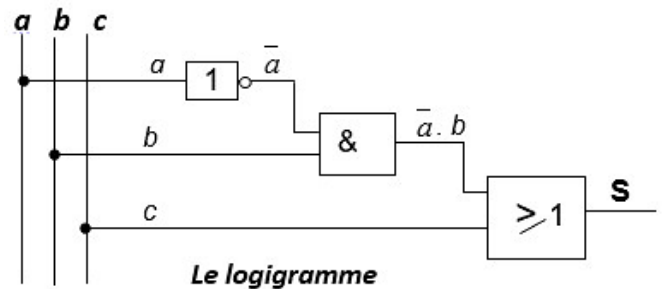 a b c
a 1 a̅
b & a̅ . b
c ≥1 S
Le logigramme